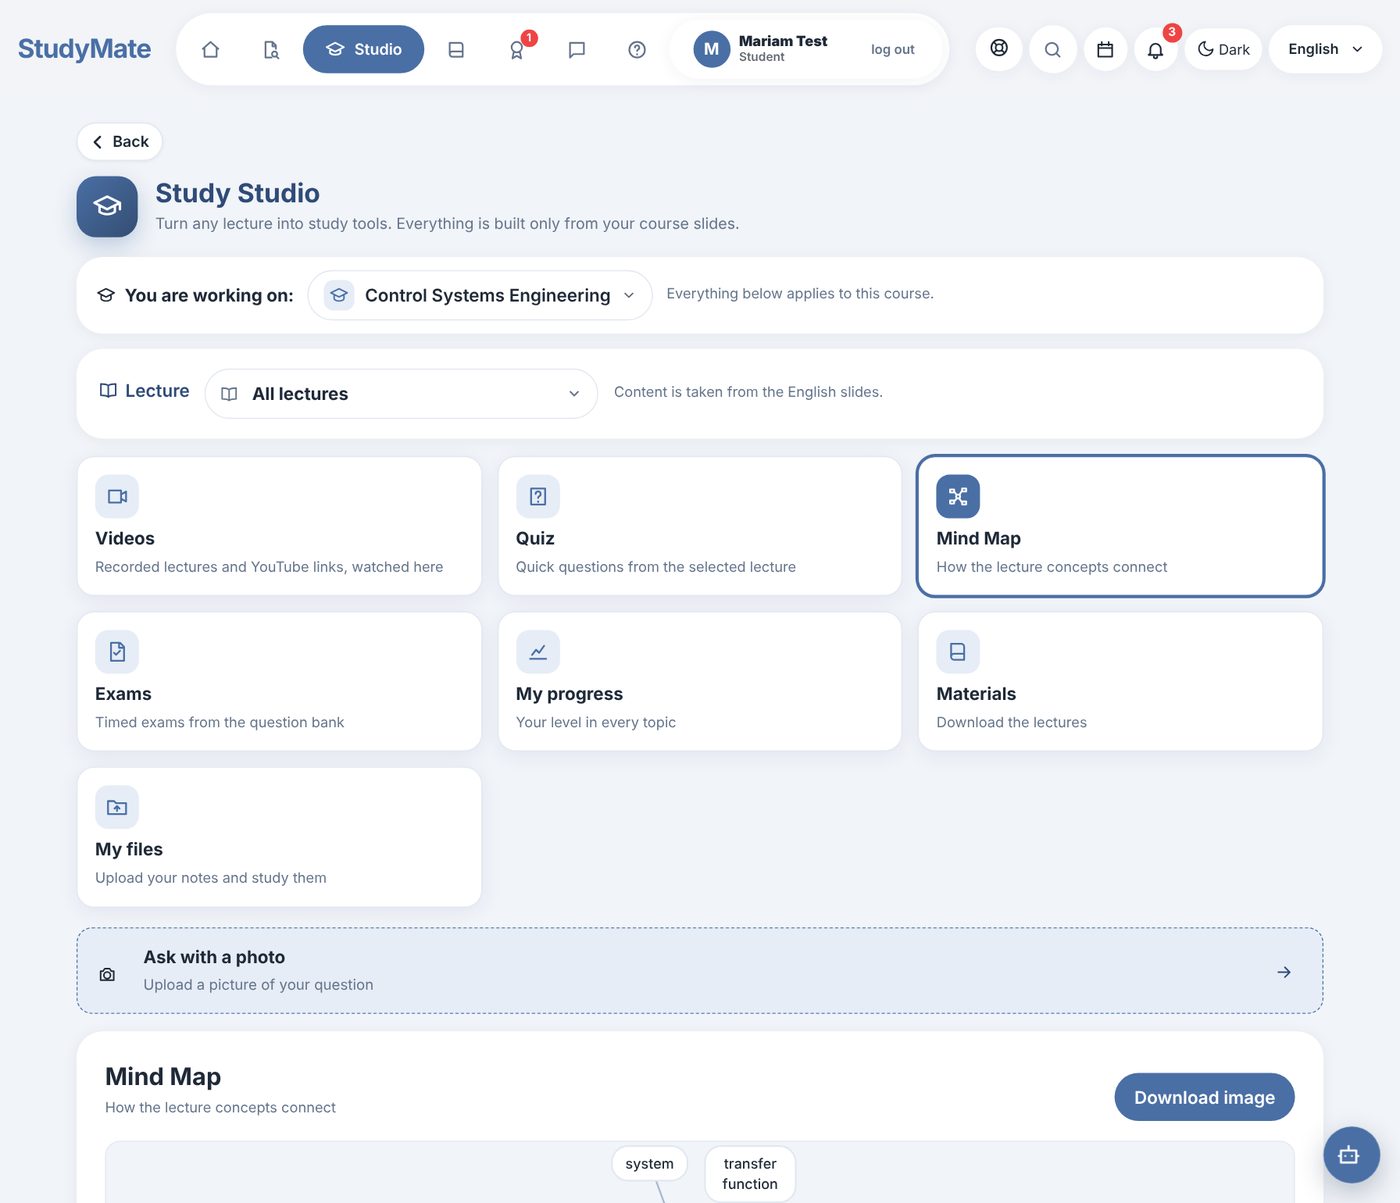 StudyMate
Studio
1
M
Mariam Test
Student
log out
3
Dark
English
Back
Study Studio
Turn any lecture into study tools. Everything is built only from your course slides.
You are working on:
Control Systems Engineering
Everything below applies to this course.
Lecture
All lectures
Content is taken from the English slides.
Videos
Recorded lectures and YouTube links, watched here
Quiz
Quick questions from the selected lecture
Mind Map
How the lecture concepts connect
Exams
Timed exams from the question bank
My progress
Your level in every topic
Materials
Download the lectures
My files
Upload your notes and study them
Ask with a photo
Upload a picture of your question
Mind Map
How the lecture concepts connect
Download image
system
transfer
function